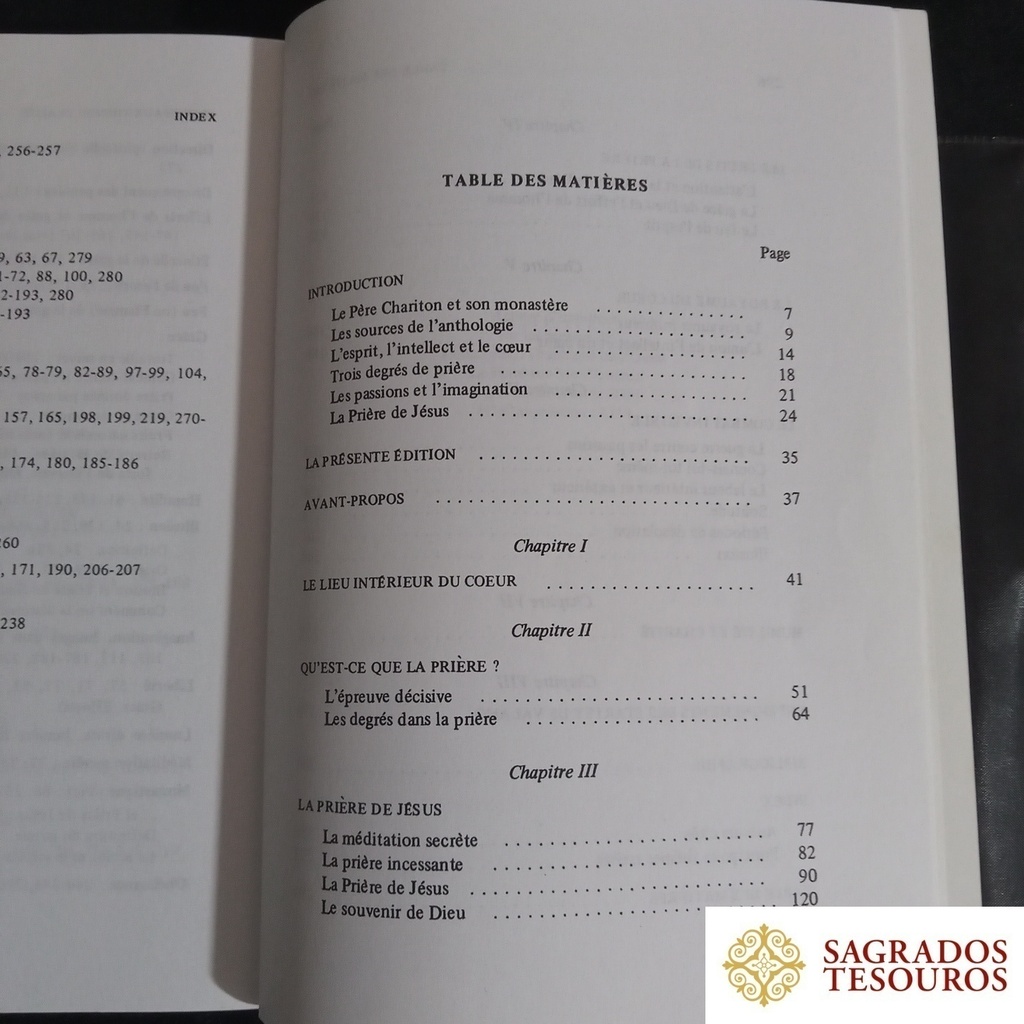 INDEX
, 256-257
9, 63, 67, 279
-72, 88, 100, 280
2-193, 280
-193
65, 78-79, 82-89, 97-99, 104,
157, 165, 198, 199, 219, 270-
, 174, 180, 185-186
260
, 171, 190, 206-207
238
TABLE DES MATIÈRES
Page
INTRODUCTION
Le Père Chariton et son monastère . . . . . . . . . . . . . 7
Les sources de l'anthologie . . . . . . . . . . . . . . . . . . 9
L'esprit, l'intellect et le cœur . . . . . . . . . . . . . . . . 14
Trois degrés de prière . . . . . . . . . . . . . . . . . . . . . 18
Les passions et l'imagination . . . . . . . . . . . . . . . . 21
La Prière de Jésus . . . . . . . . . . . . . . . . . . . . . . . 24
LA PRÉSENTE ÉDITION . . . . . . . . . . . . . . . . . . . . . . . 35
AVANT-PROPOS . . . . . . . . . . . . . . . . . . . . . . . . . . 37
Chapitre I
LE LIEU INTÉRIEUR DU COEUR . . . . . . . . . . . . . . . . . . 41
Chapitre II
QU'EST-CE QUE LA PRIÈRE ?
L'épreuve décisive . . . . . . . . . . . . . . . . . . . . . . . 51
Les degrés dans la prière . . . . . . . . . . . . . . . . . . . 64
Chapitre III
LA PRIÈRE DE JÉSUS
La méditation secrète . . . . . . . . . . . . . . . . . . . . . 77
La prière incessante . . . . . . . . . . . . . . . . . . . . . . 82
La Prière de Jésus . . . . . . . . . . . . . . . . . . . . . . . . 90
Le souvenir de Dieu . . . . . . . . . . . . . . . . . . . . . . 120
SAGRADOS
TESOUROS